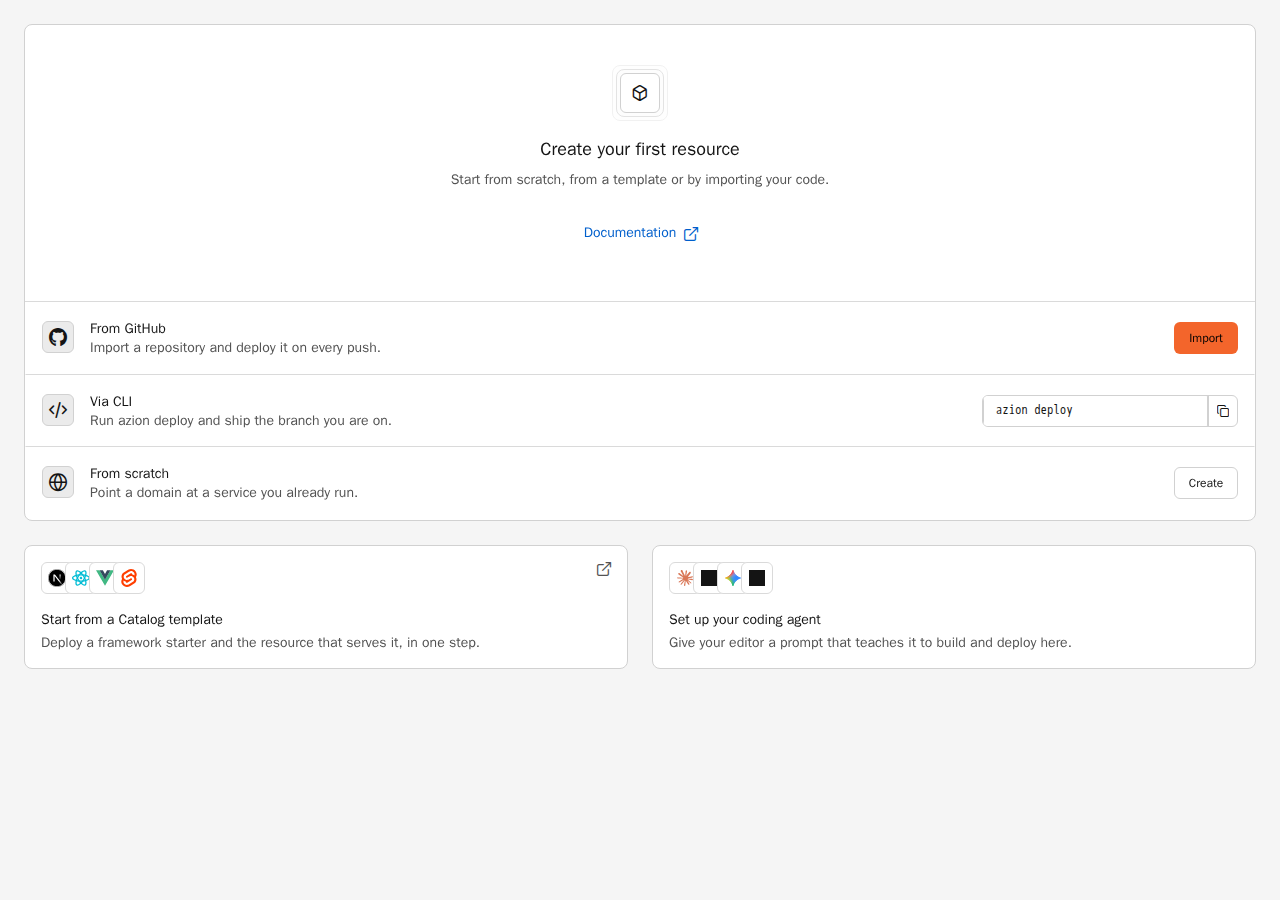 Create your first resource
Start from scratch, from a template or by importing your code.
Documentation
From GitHub
Import a repository and deploy it on every push.
Import
Via CLI
Run azion deploy and ship the branch you are on.
azion deploy
From scratch
Point a domain at a service you already run.
Create
Start from a Catalog template
Deploy a framework starter and the resource that serves it, in one step.
Set up your coding agent
Give your editor a prompt that teaches it to build and deploy here.